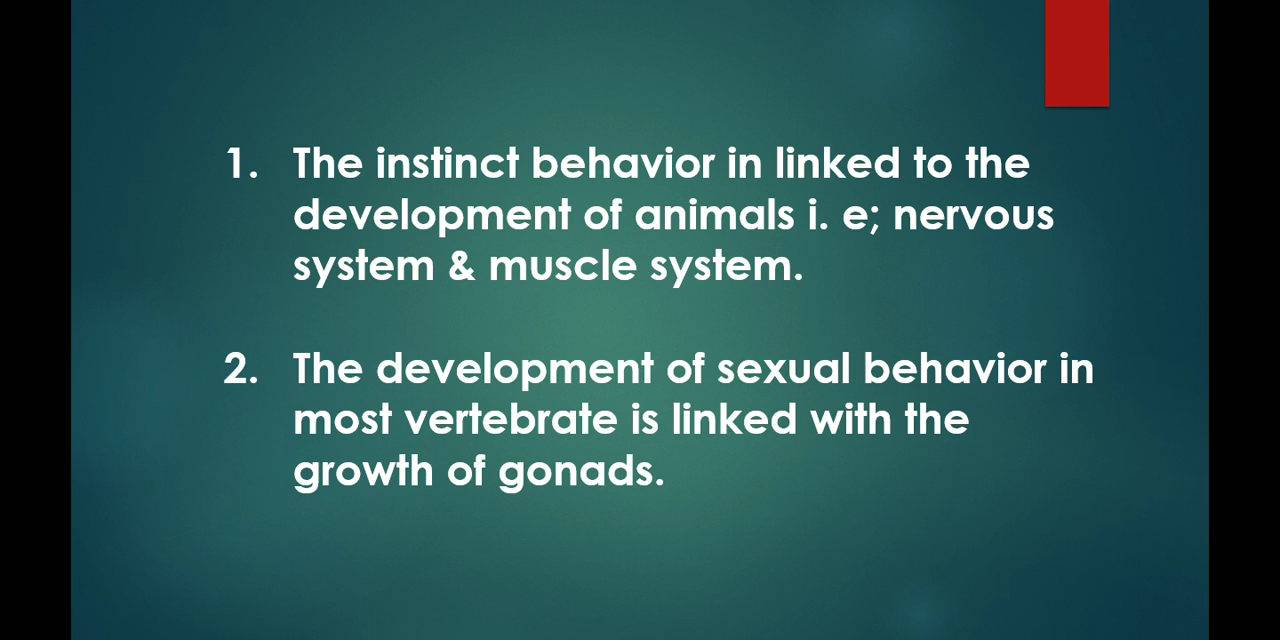 1. The instinct behavior in linked to the
development of animals i. e; nervous
system & muscle system.
2. The development of sexual behavior in
most vertebrate is linked with the
growth of gonads.